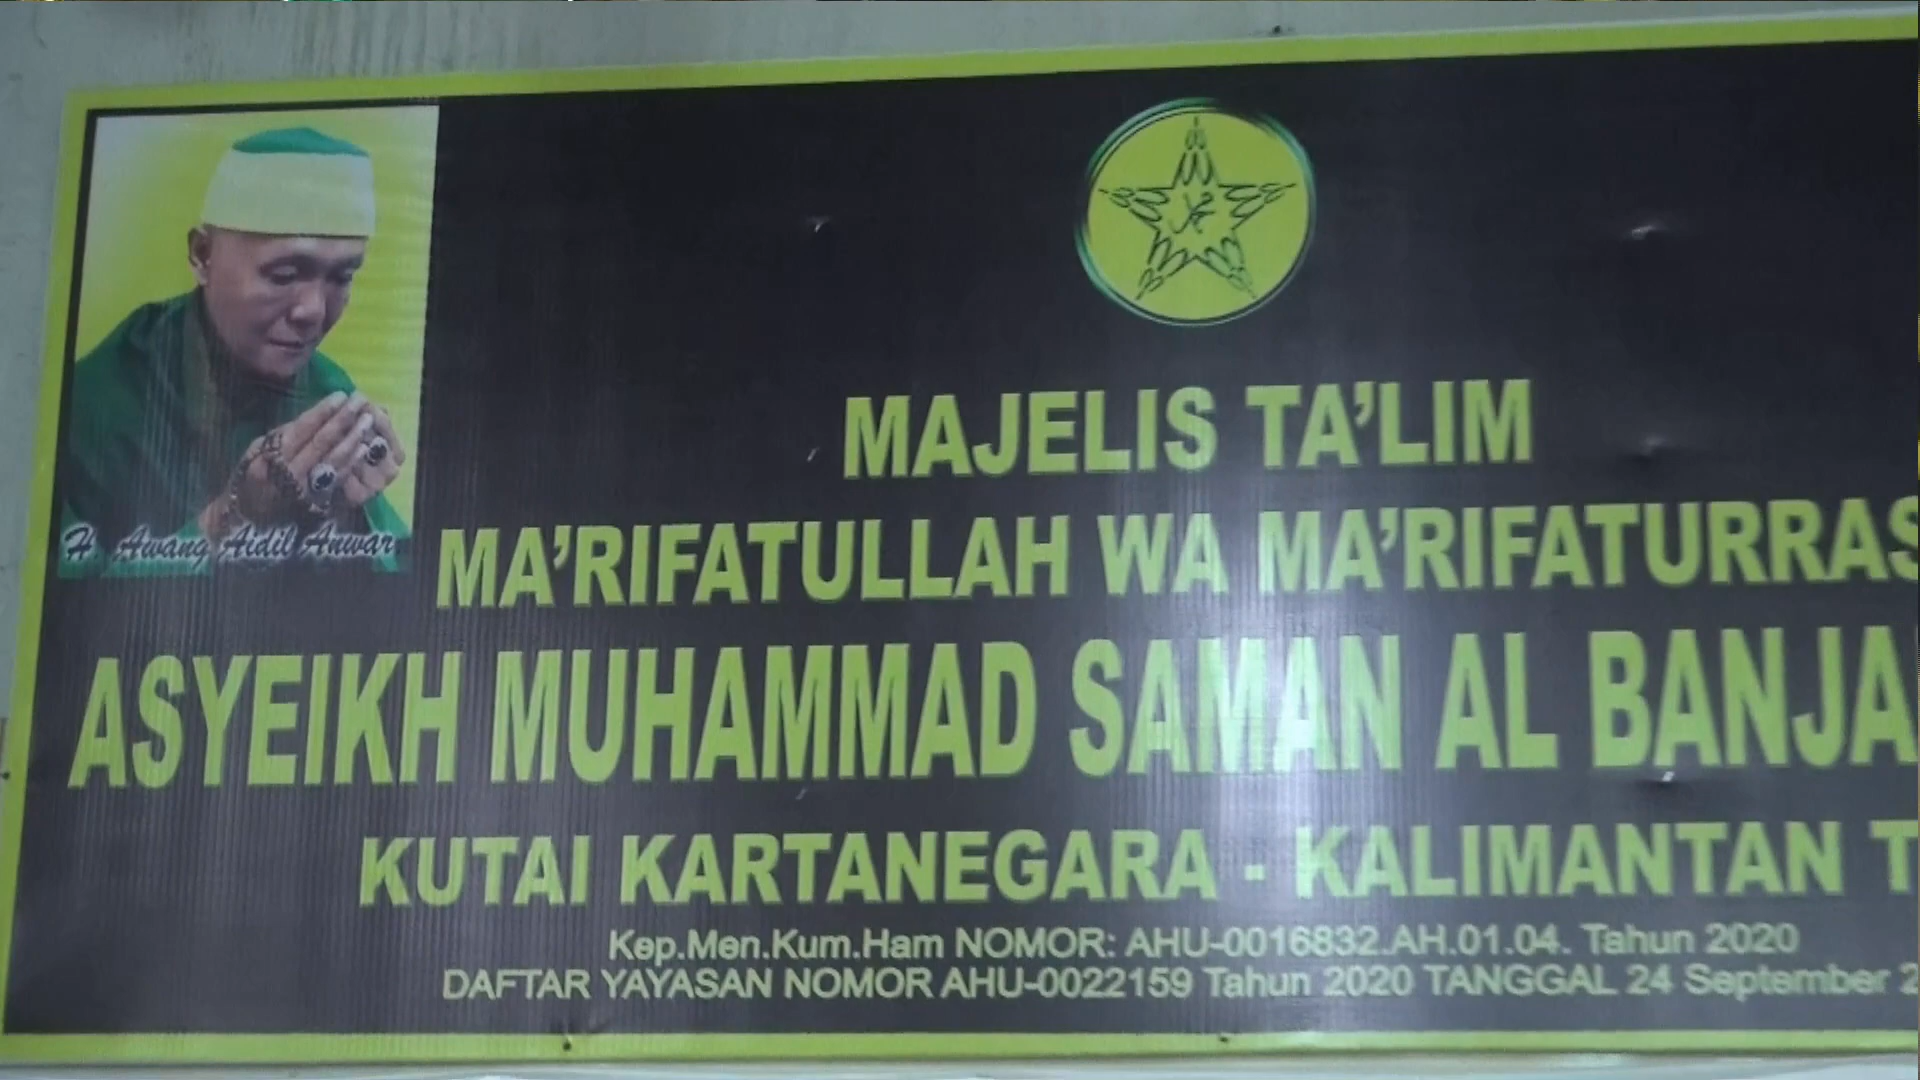 H. Awang Aidil Anwar.
MAJELIS TA'LIM
MA'RIFATULLAH WA MA'RIFATURRAS
ASYEIKH MUHAMMAD SAMAN AL BANJA
KUTAI KARTANEGARA - KALIMANTAN T
Kep.Men.Kum.Ham NOMOR: AHU-0016832.AH.01.04. Tahun 2020
DAFTAR YAYASAN NOMOR AHU-0022159 Tahun 2020 TANGGAL 24 September 2